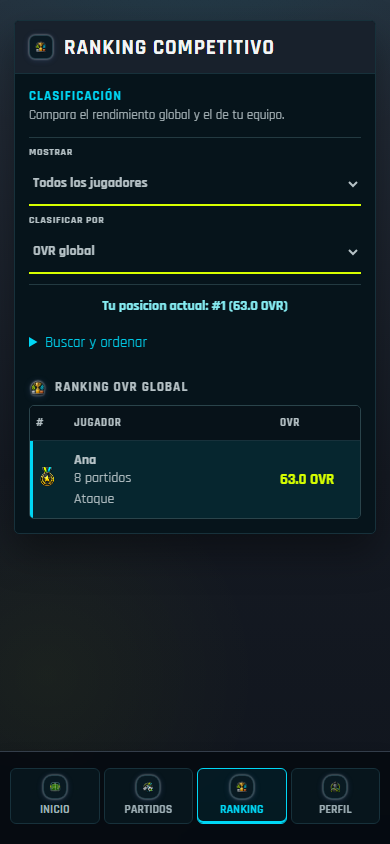 RANKING COMPETITIVO
CLASIFICACIÓN
Compara el rendimiento global y el de tu equipo.
MOSTRAR
Todos los jugadores
CLASIFICAR POR
OVR global
Tu posicion actual: #1 (63.0 OVR)
Buscar y ordenar
RANKING OVR GLOBAL
# JUGADOR OVR
Ana
8 partidos
63.0 OVR
Ataque
INICIO PARTIDOS RANKING PERFIL